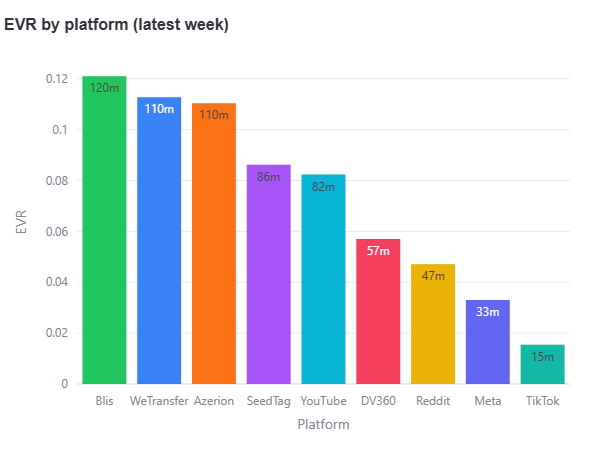 EVR by platform (latest week)
0.12
0.1
0.08
0.06
0.04
0.02
0
EVR
120m
110m
110m
86m
82m
57m
47m
33m
15m
Blis WeTransfer Azerion SeedTag YouTube DV360 Reddit Meta TikTok
Platform